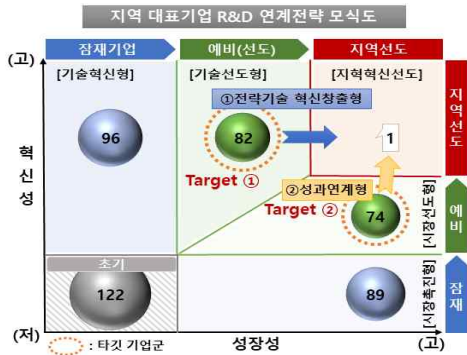 지역 대표기업 R&D 연계전략 모식도
잠재기업
예비(선도)
지역선도
(고)
[기술혁신형]
[기술선도형]
[지혁혁신선도]
①전략기술 혁신창출형
96
82
1
Target ①
②성과연계형
Target ②
74
혁신성
[시장선도형]
지역선도
예비
잠재
초기
122
89
[시장촉진형]
(저)
성장성
(고)
: 타깃 기업군